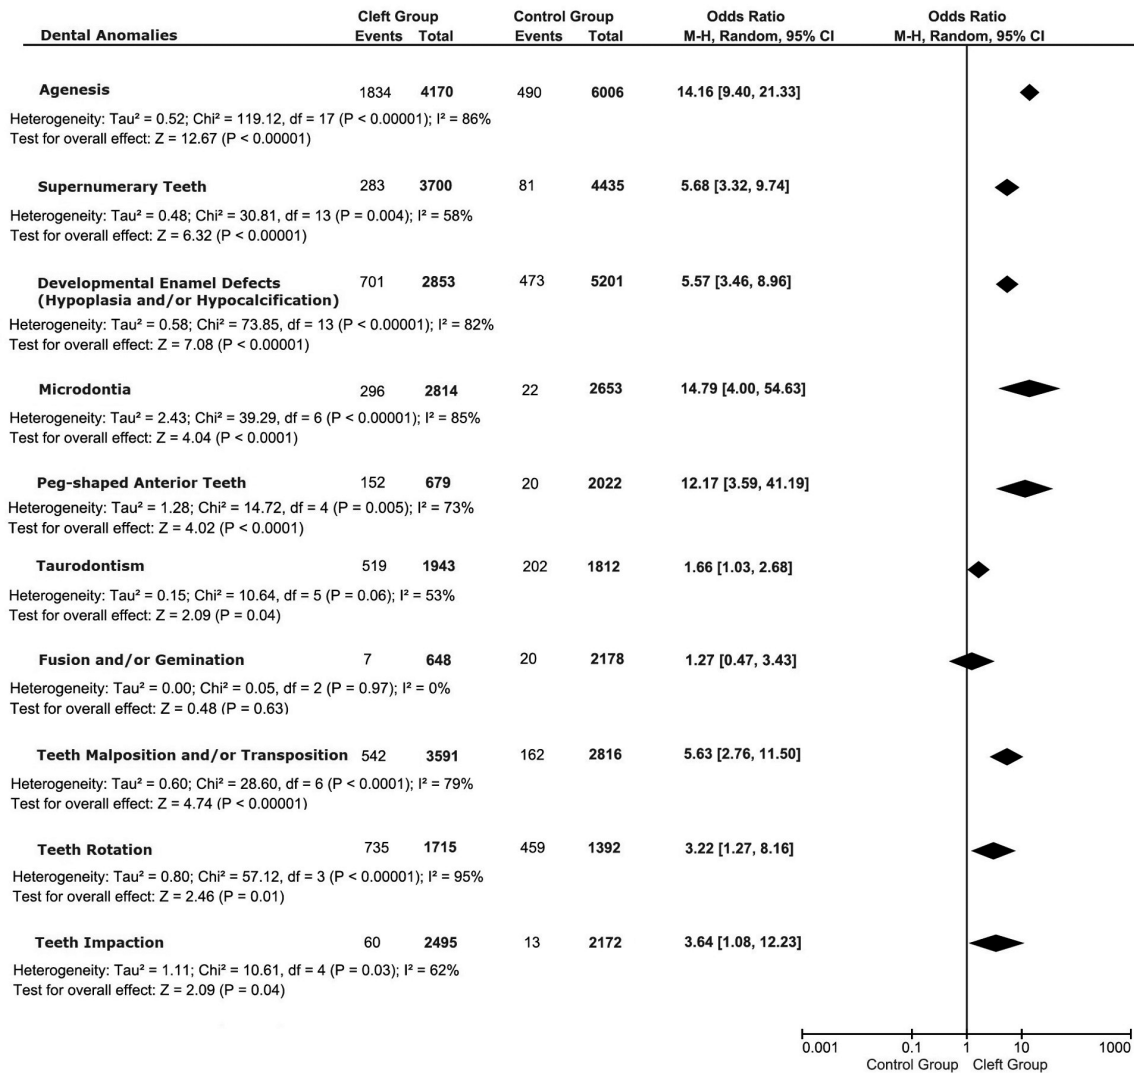 Cleft Group Control Group Odds Ratio Odds Ratio
Dental Anomalies Events Total Events Total M-H, Random, 95% CI M-H, Random, 95% CI
Agenesis 1834 4170 490 6006 14.16 [9.40, 21.33]
Heterogeneity: Tau² = 0.52; Chi² = 119.12, df = 17 (P < 0.00001); I² = 86%
Test for overall effect: Z = 12.67 (P < 0.00001)
Supernumerary Teeth 283 3700 81 4435 5.68 [3.32, 9.74]
Heterogeneity: Tau² = 0.48; Chi² = 30.81, df = 13 (P = 0.004); I² = 58%
Test for overall effect: Z = 6.32 (P < 0.00001)
Developmental Enamel Defects 701 2853 473 5201 5.57 [3.46, 8.96]
(Hypoplasia and/or Hypocalcification)
Heterogeneity: Tau² = 0.58; Chi² = 73.85, df = 13 (P < 0.00001); I² = 82%
Test for overall effect: Z = 7.08 (P < 0.00001)
Microdontia 296 2814 22 2653 14.79 [4.00, 54.63]
Heterogeneity: Tau² = 2.43; Chi² = 39.29, df = 6 (P < 0.00001); I² = 85%
Test for overall effect: Z = 4.04 (P < 0.0001)
Peg-shaped Anterior Teeth 152 679 20 2022 12.17 [3.59, 41.19]
Heterogeneity: Tau² = 1.28; Chi² = 14.72, df = 4 (P = 0.005); I² = 73%
Test for overall effect: Z = 4.02 (P < 0.0001)
Taurodontism 519 1943 202 1812 1.66 [1.03, 2.68]
Heterogeneity: Tau² = 0.15; Chi² = 10.64, df = 5 (P = 0.06); I² = 53%
Test for overall effect: Z = 2.09 (P = 0.04)
Fusion and/or Gemination 7 648 20 2178 1.27 [0.47, 3.43]
Heterogeneity: Tau² = 0.00; Chi² = 0.05, df = 2 (P = 0.97); I² = 0%
Test for overall effect: Z = 0.48 (P = 0.63)
Teeth Malposition and/or Transposition 542 3591 162 2816 5.63 [2.76, 11.50]
Heterogeneity: Tau² = 0.60; Chi² = 28.60, df = 6 (P < 0.0001); I² = 79%
Test for overall effect: Z = 4.74 (P < 0.00001)
Teeth Rotation 735 1715 459 1392 3.22 [1.27, 8.16]
Heterogeneity: Tau² = 0.80; Chi² = 57.12, df = 3 (P < 0.00001); I² = 95%
Test for overall effect: Z = 2.46 (P = 0.01)
Teeth Impaction 60 2495 13 2172 3.64 [1.08, 12.23]
Heterogeneity: Tau² = 1.11; Chi² = 10.61, df = 4 (P = 0.03); I² = 62%
Test for overall effect: Z = 2.09 (P = 0.04)
0.001 0.1 1 10 1000
Control Group Cleft Group